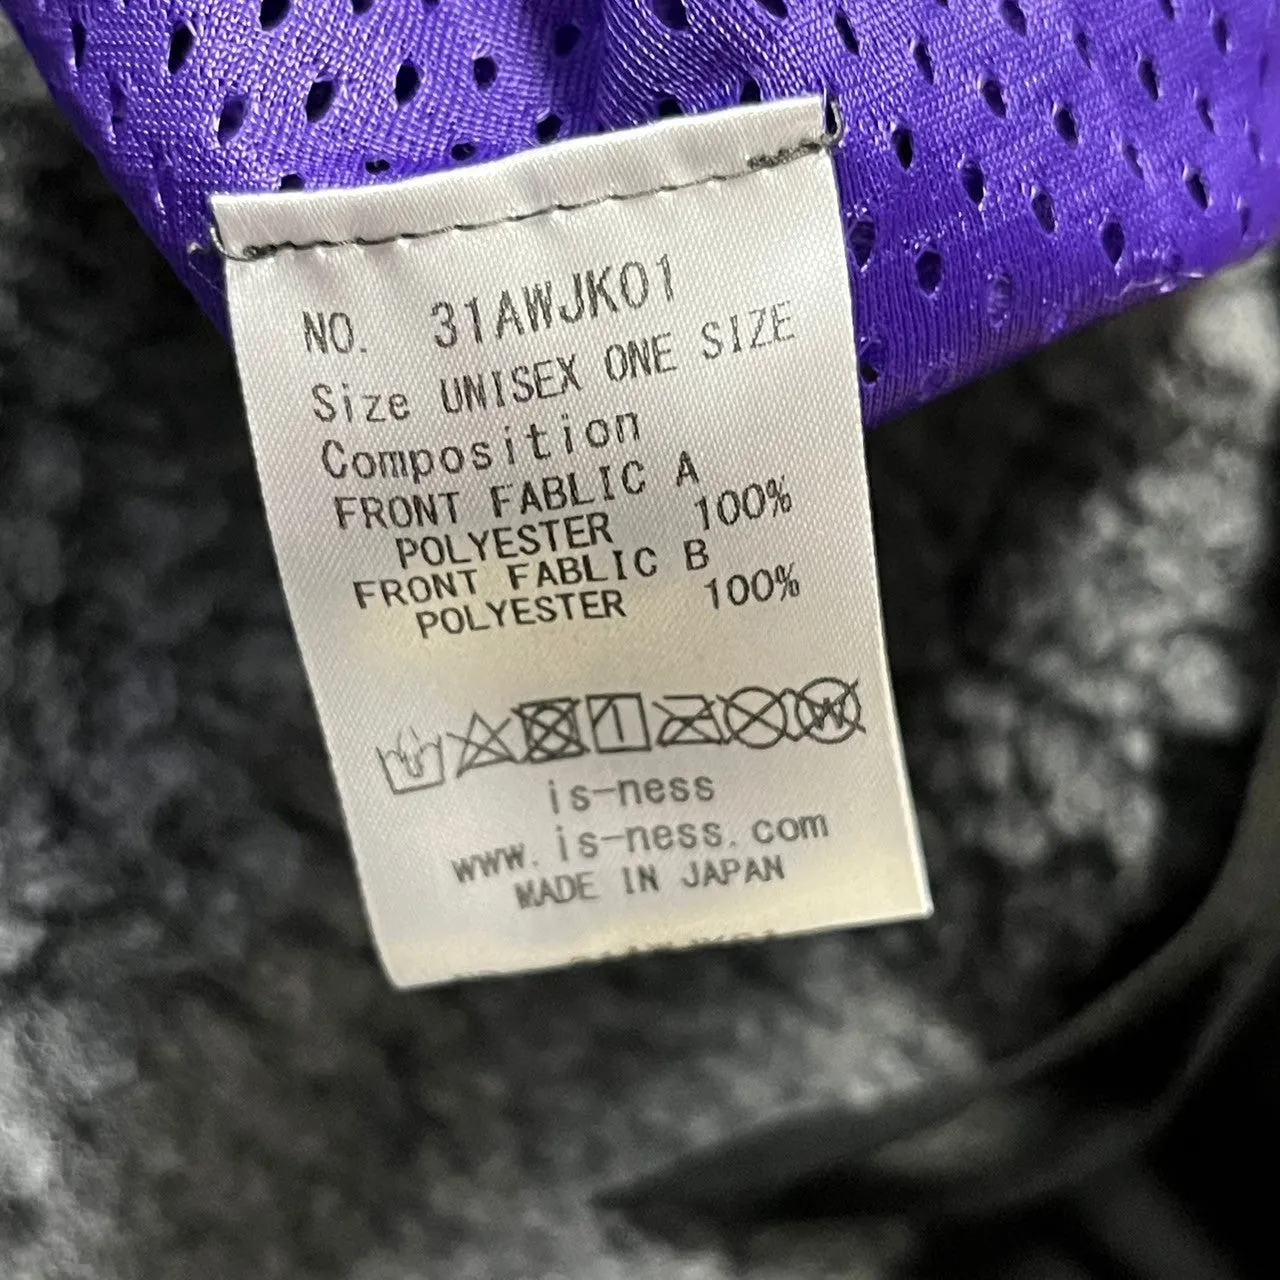 NO. 31AWJK01
Size UNISEX ONE SIZE
Composition
FRONT FABLIC A
POLYESTER 100%
FRONT FABLIC B
POLYESTER 100%
W
is-ness
www.is-ness.com
MADE IN JAPAN